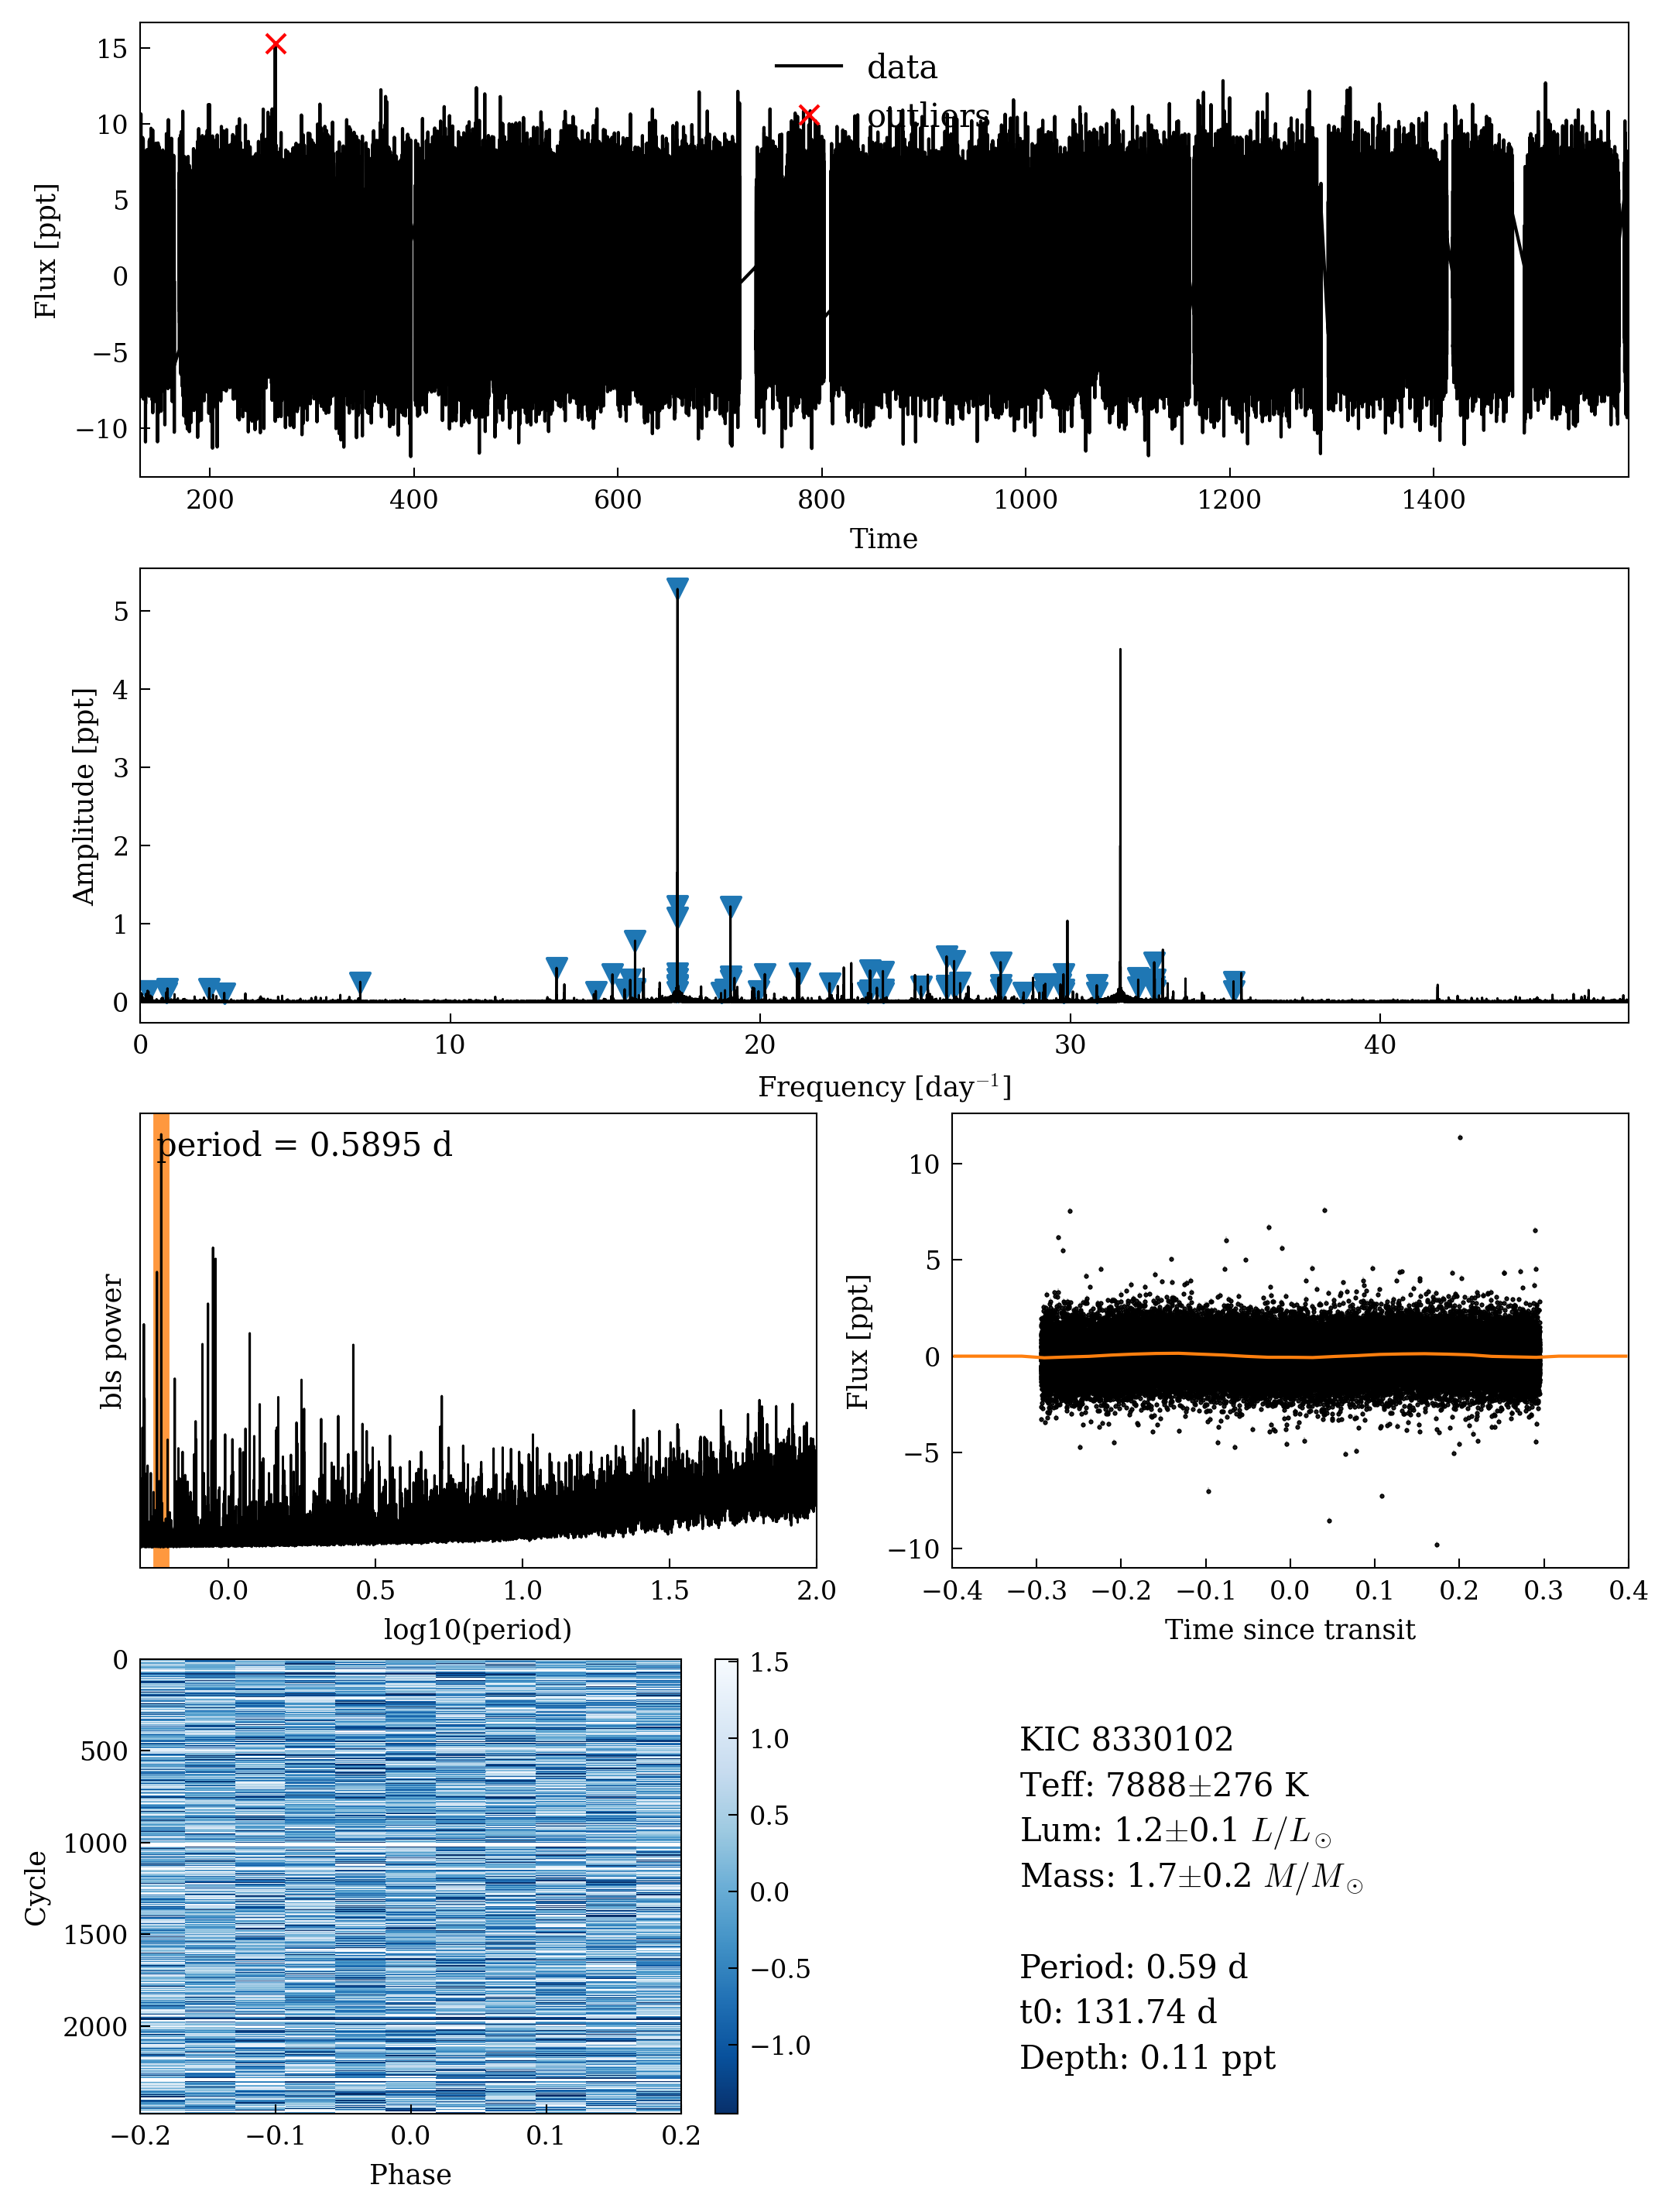 15
10
5
0
−5
−10
Flux [ppt]
data
outliers
200 400 600 800 1000 1200 1400
Time
5
4
3
2
1
0
Amplitude [ppt]
0 10 20 30 40
Frequency [day⁻¹]
period = 0.5895 d
bls power
0.0 0.5 1.0 1.5 2.0
log10(period)
10
5
0
−5
−10
Flux [ppt]
−0.4 −0.3 −0.2 −0.1 0.0 0.1 0.2 0.3 0.4
Time since transit
0
500
1000
1500
2000
Cycle
−0.2 −0.1 0.0 0.1 0.2
Phase
1.5
1.0
0.5
0.0
−0.5
−1.0
KIC 8330102
Teff: 7888±276 K
Lum: 1.2±0.1 L/L☉
Mass: 1.7±0.2 M/M☉
Period: 0.59 d
t0: 131.74 d
Depth: 0.11 ppt